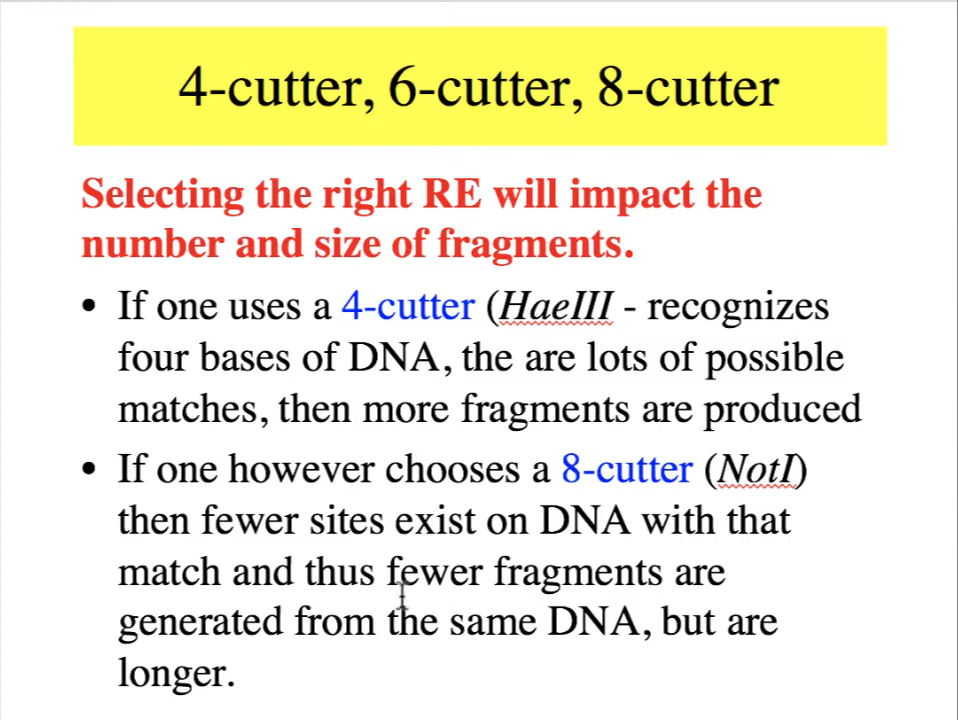 4-cutter, 6-cutter, 8-cutter
Selecting the right RE will impact the
number and size of fragments.
• If one uses a 4-cutter (HaeIII - recognizes
four bases of DNA, the are lots of possible
matches, then more fragments are produced
• If one however chooses a 8-cutter (NotI)
then fewer sites exist on DNA with that
match and thus fewer fragments are
generated from the same DNA, but are
longer.